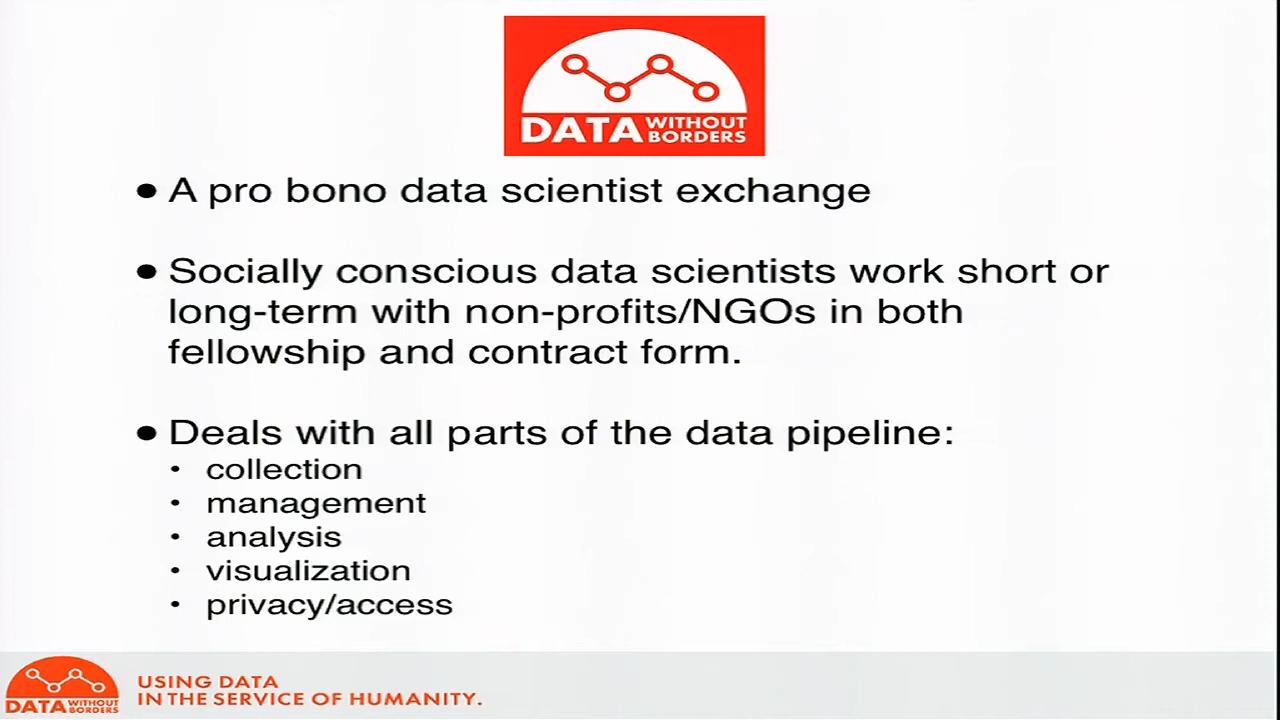 DATA WITHOUT BORDERS
● A pro bono data scientist exchange
● Socially conscious data scientists work short or
long-term with non-profits/NGOs in both
fellowship and contract form.
● Deals with all parts of the data pipeline:
• collection
• management
• analysis
• visualization
• privacy/access
DATA WITHOUT BORDERS
USING DATA
IN THE SERVICE OF HUMANITY.